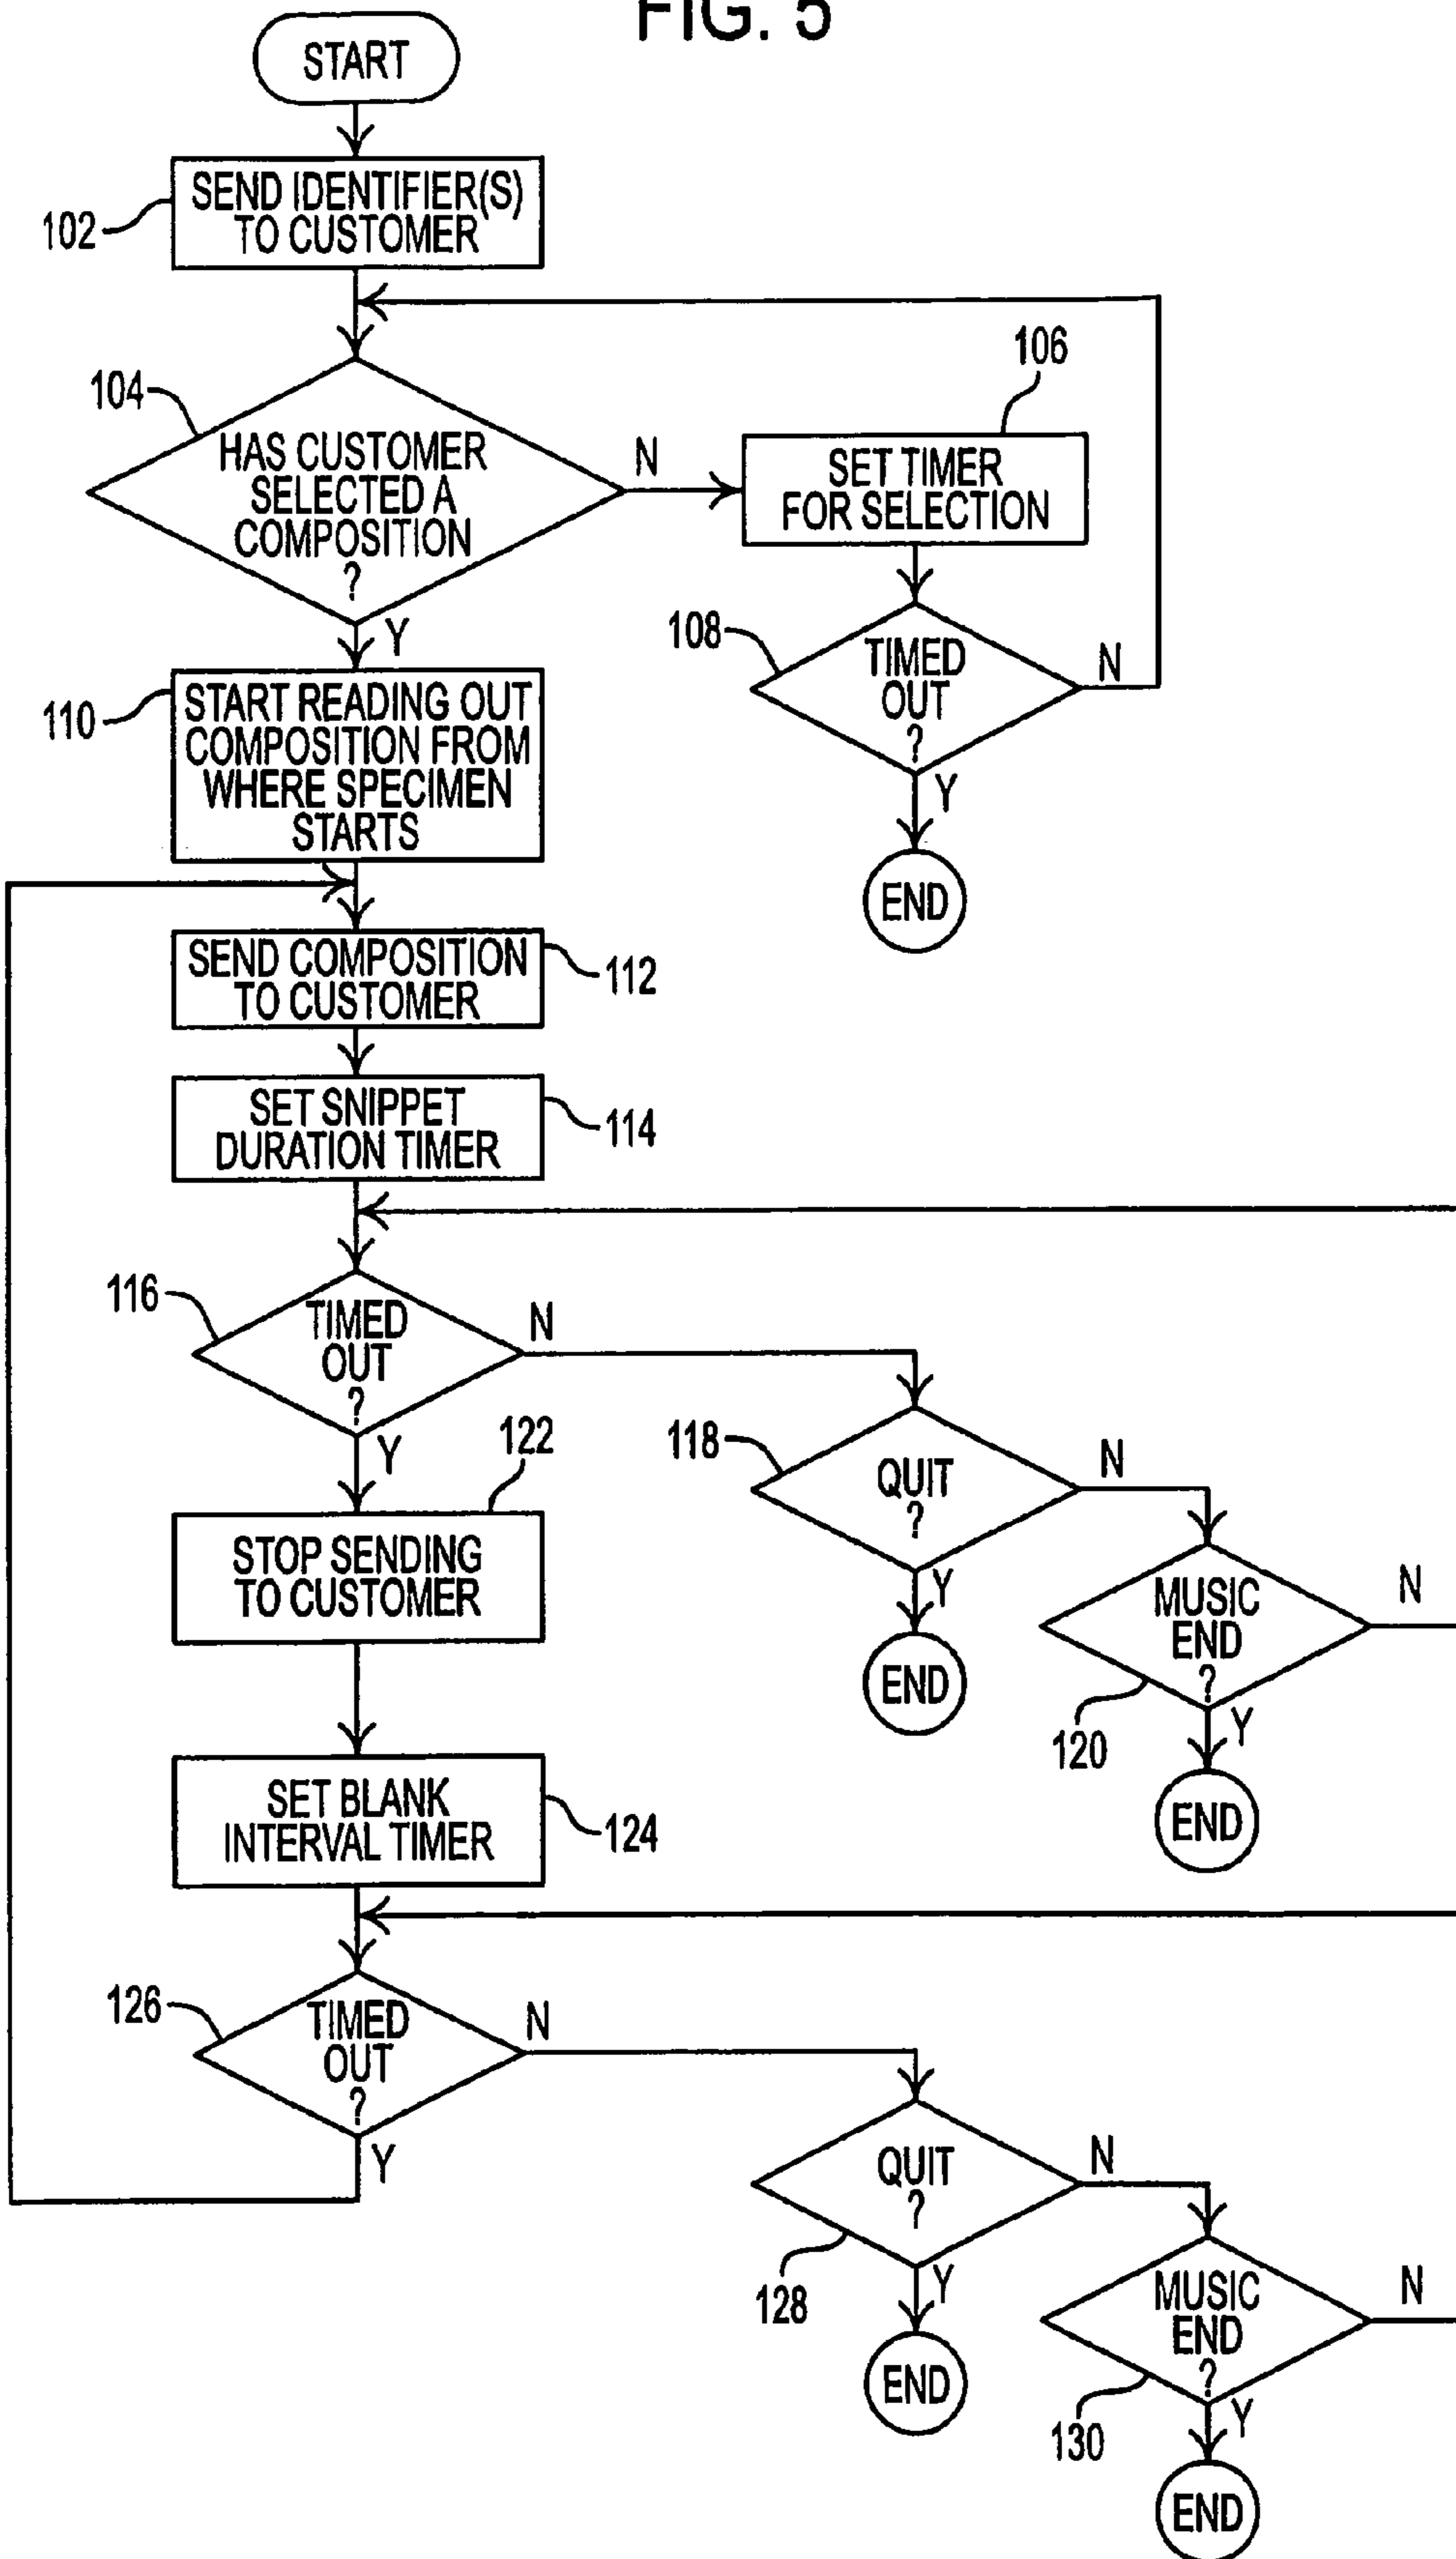 FIG. 5
START
102
SEND IDENTIFIER(S)
TO CUSTOMER
104
HAS CUSTOMER
SELECTED A
COMPOSITION
?
N
Y
106
SET TIMER
FOR SELECTION
108
TIMED
OUT
?
N
Y
END
110
START READING OUT
COMPOSITION FROM
WHERE SPECIMEN
STARTS
SEND COMPOSITION
TO CUSTOMER
112
SET SNIPPET
DURATION TIMER
114
116
TIMED
OUT
?
N
Y
118
QUIT
?
N
Y
END
MUSIC
END
?
N
120
Y
END
122
STOP SENDING
TO CUSTOMER
SET BLANK
INTERVAL TIMER
124
126
TIMED
OUT
?
N
Y
QUIT
?
N
128
Y
END
MUSIC
END
?
N
130
Y
END